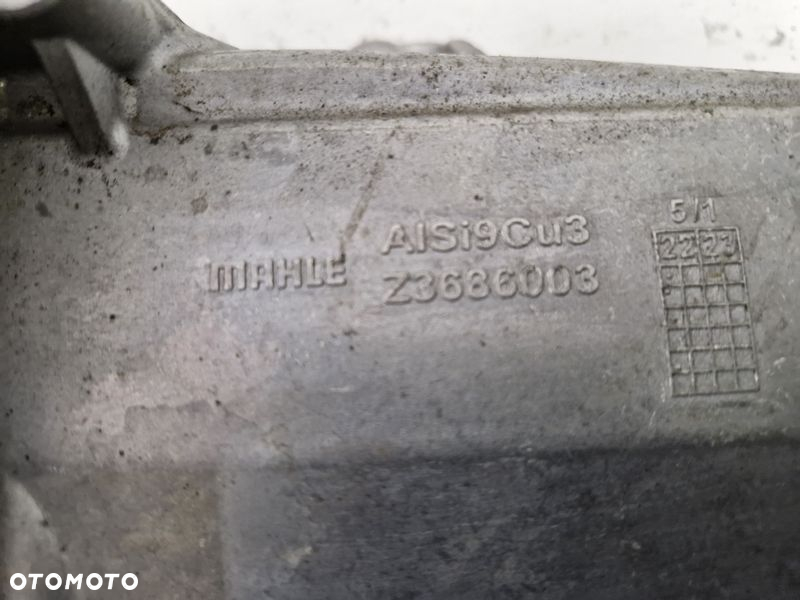 AlSi9Cu3
MAHLE
Z3686003
5/1
22 23
OTOMOTO